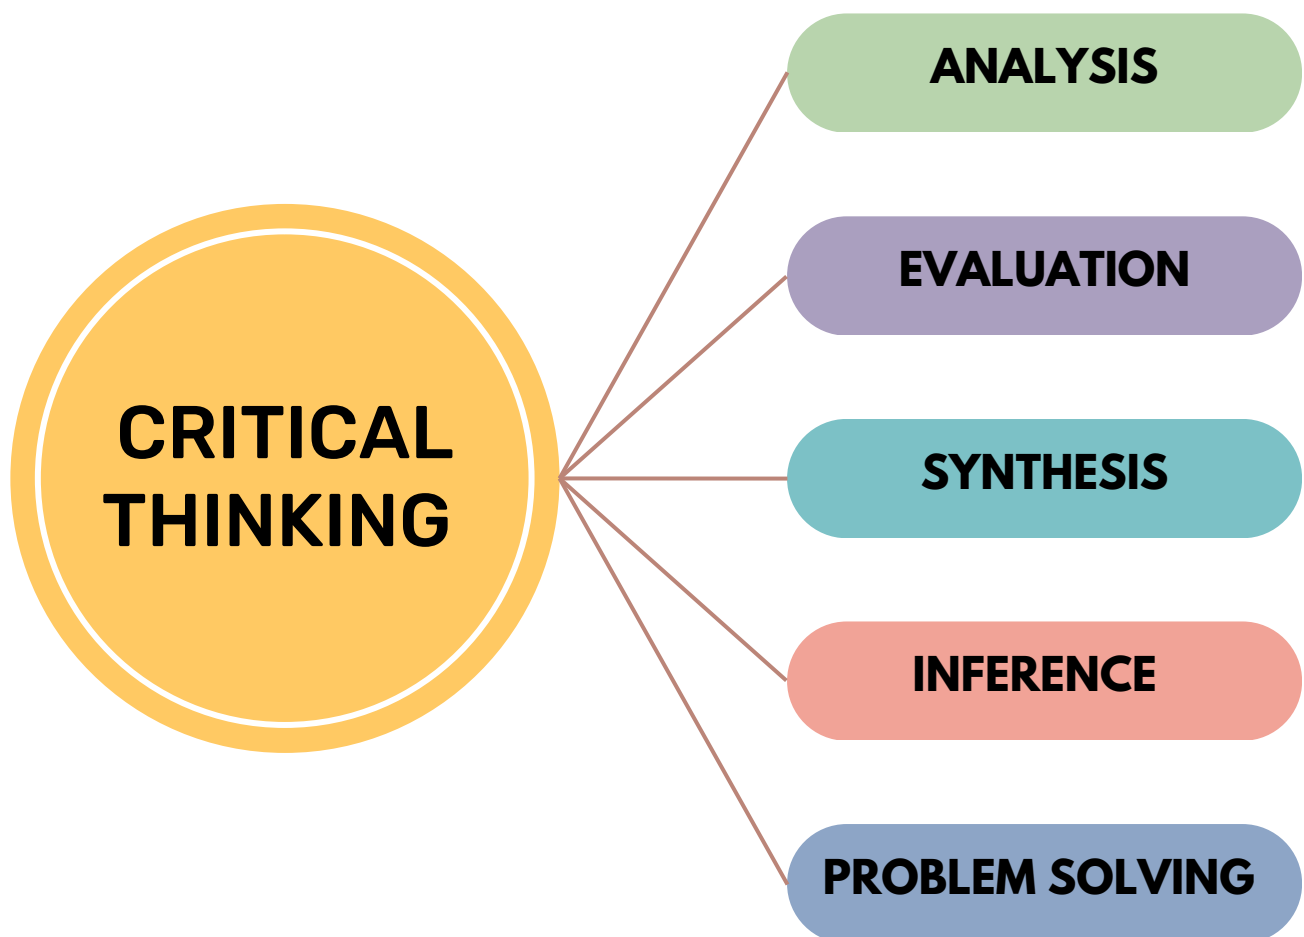 CRITICAL
THINKING
ANALYSIS
EVALUATION
SYNTHESIS
INFERENCE
PROBLEM SOLVING